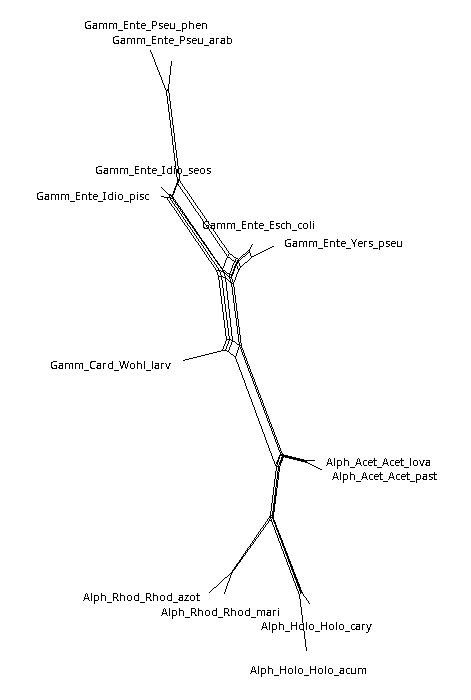 Gamm_Ente_Pseu_phen
Gamm_Ente_Pseu_arab
Gamm_Ente_Idio_seos
Gamm_Ente_Idio_pisc
Gamm_Ente_Esch_coli
Gamm_Ente_Yers_pseu
Gamm_Card_Wohl_larv
Alph_Acet_Acet_lova
Alph_Acet_Acet_past
Alph_Rhod_Rhod_azot
Alph_Rhod_Rhod_mari
Alph_Holo_Holo_cary
Alph_Holo_Holo_acum